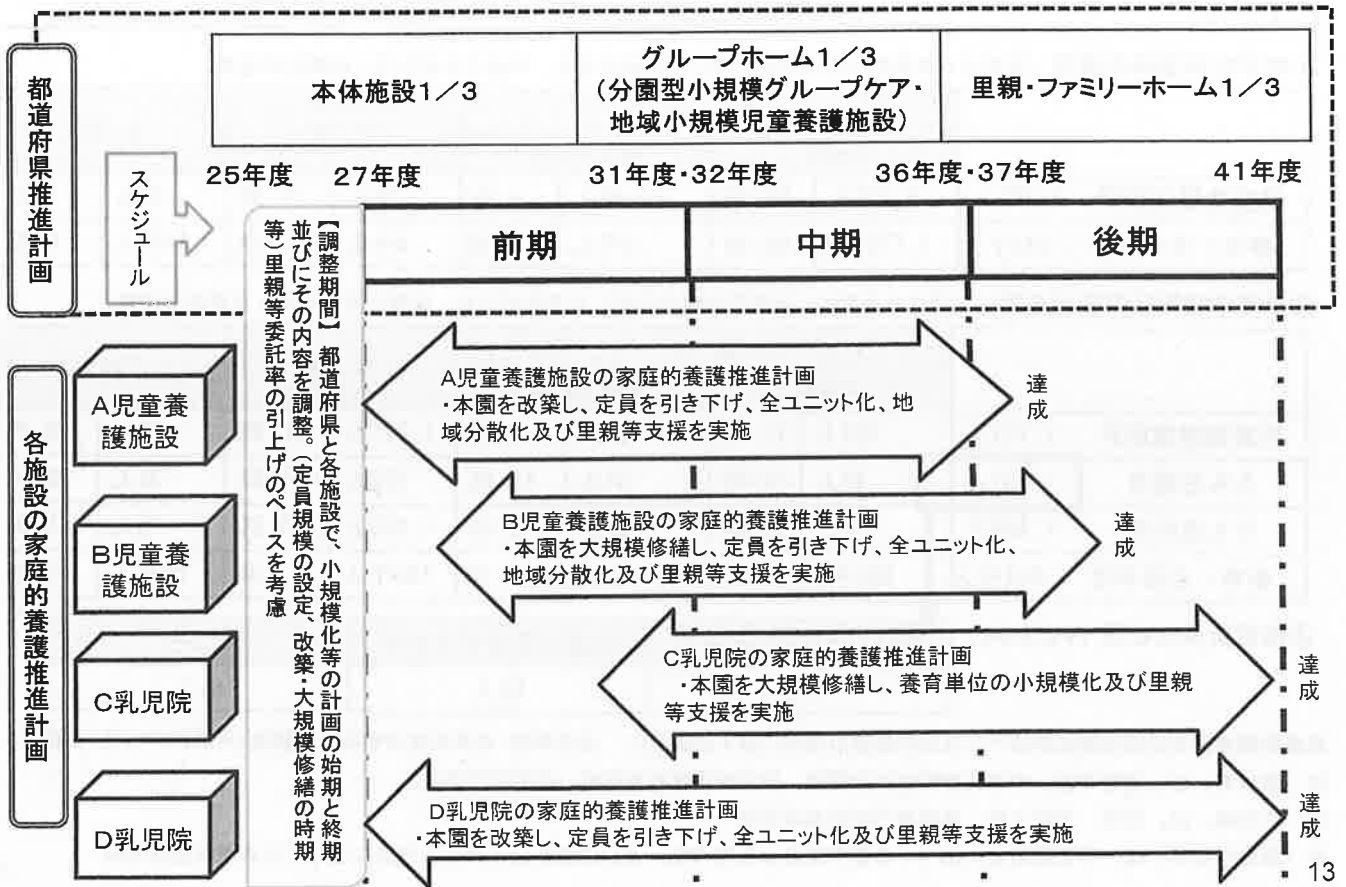 都道府県推進計画
本体施設1／3
グループホーム1／3
(分園型小規模グループケア・
地域小規模児童養護施設)
里親・ファミリーホーム1／3
スケジュール
25年度
27年度
31年度・32年度
36年度・37年度
41年度
前期
中期
後期
【調整期間】 都道府県と各施設で、小規模化等の計画の始期と終期
並びにその内容を調整。（定員規模の設定、改築・大規模修繕の時期
等）里親等委託率の引上げのペースを考慮
各施設の家庭的養護推進計画
A児童養
護施設
A児童養護施設の家庭的養護推進計画
・本園を改築し、定員を引き下げ、全ユニット化、地
域分散化及び里親等支援を実施
達成
B児童養
護施設
B児童養護施設の家庭的養護推進計画
・本園を大規模修繕し、定員を引き下げ、全ユニット化、
地域分散化及び里親等支援を実施
達成
C乳児院
C乳児院の家庭的養護推進計画
・本園を大規模修繕し、養育単位の小規模化及び里親
等支援を実施
達成
D乳児院
D乳児院の家庭的養護推進計画
・本園を改築し、定員を引き下げ、全ユニット化及び里親等支援を実施
達成
13